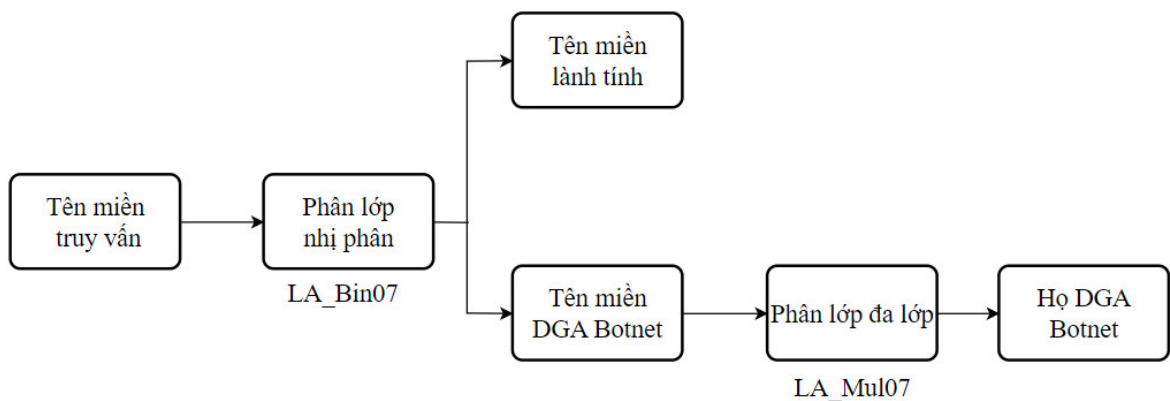 Tên miền
lành tính
Tên miền
truy vấn
Phân lớp
nhị phân
LA_Bin07
Tên miền
DGA Botnet
Phân lớp đa lớp
LA_Mul07
Họ DGA
Botnet